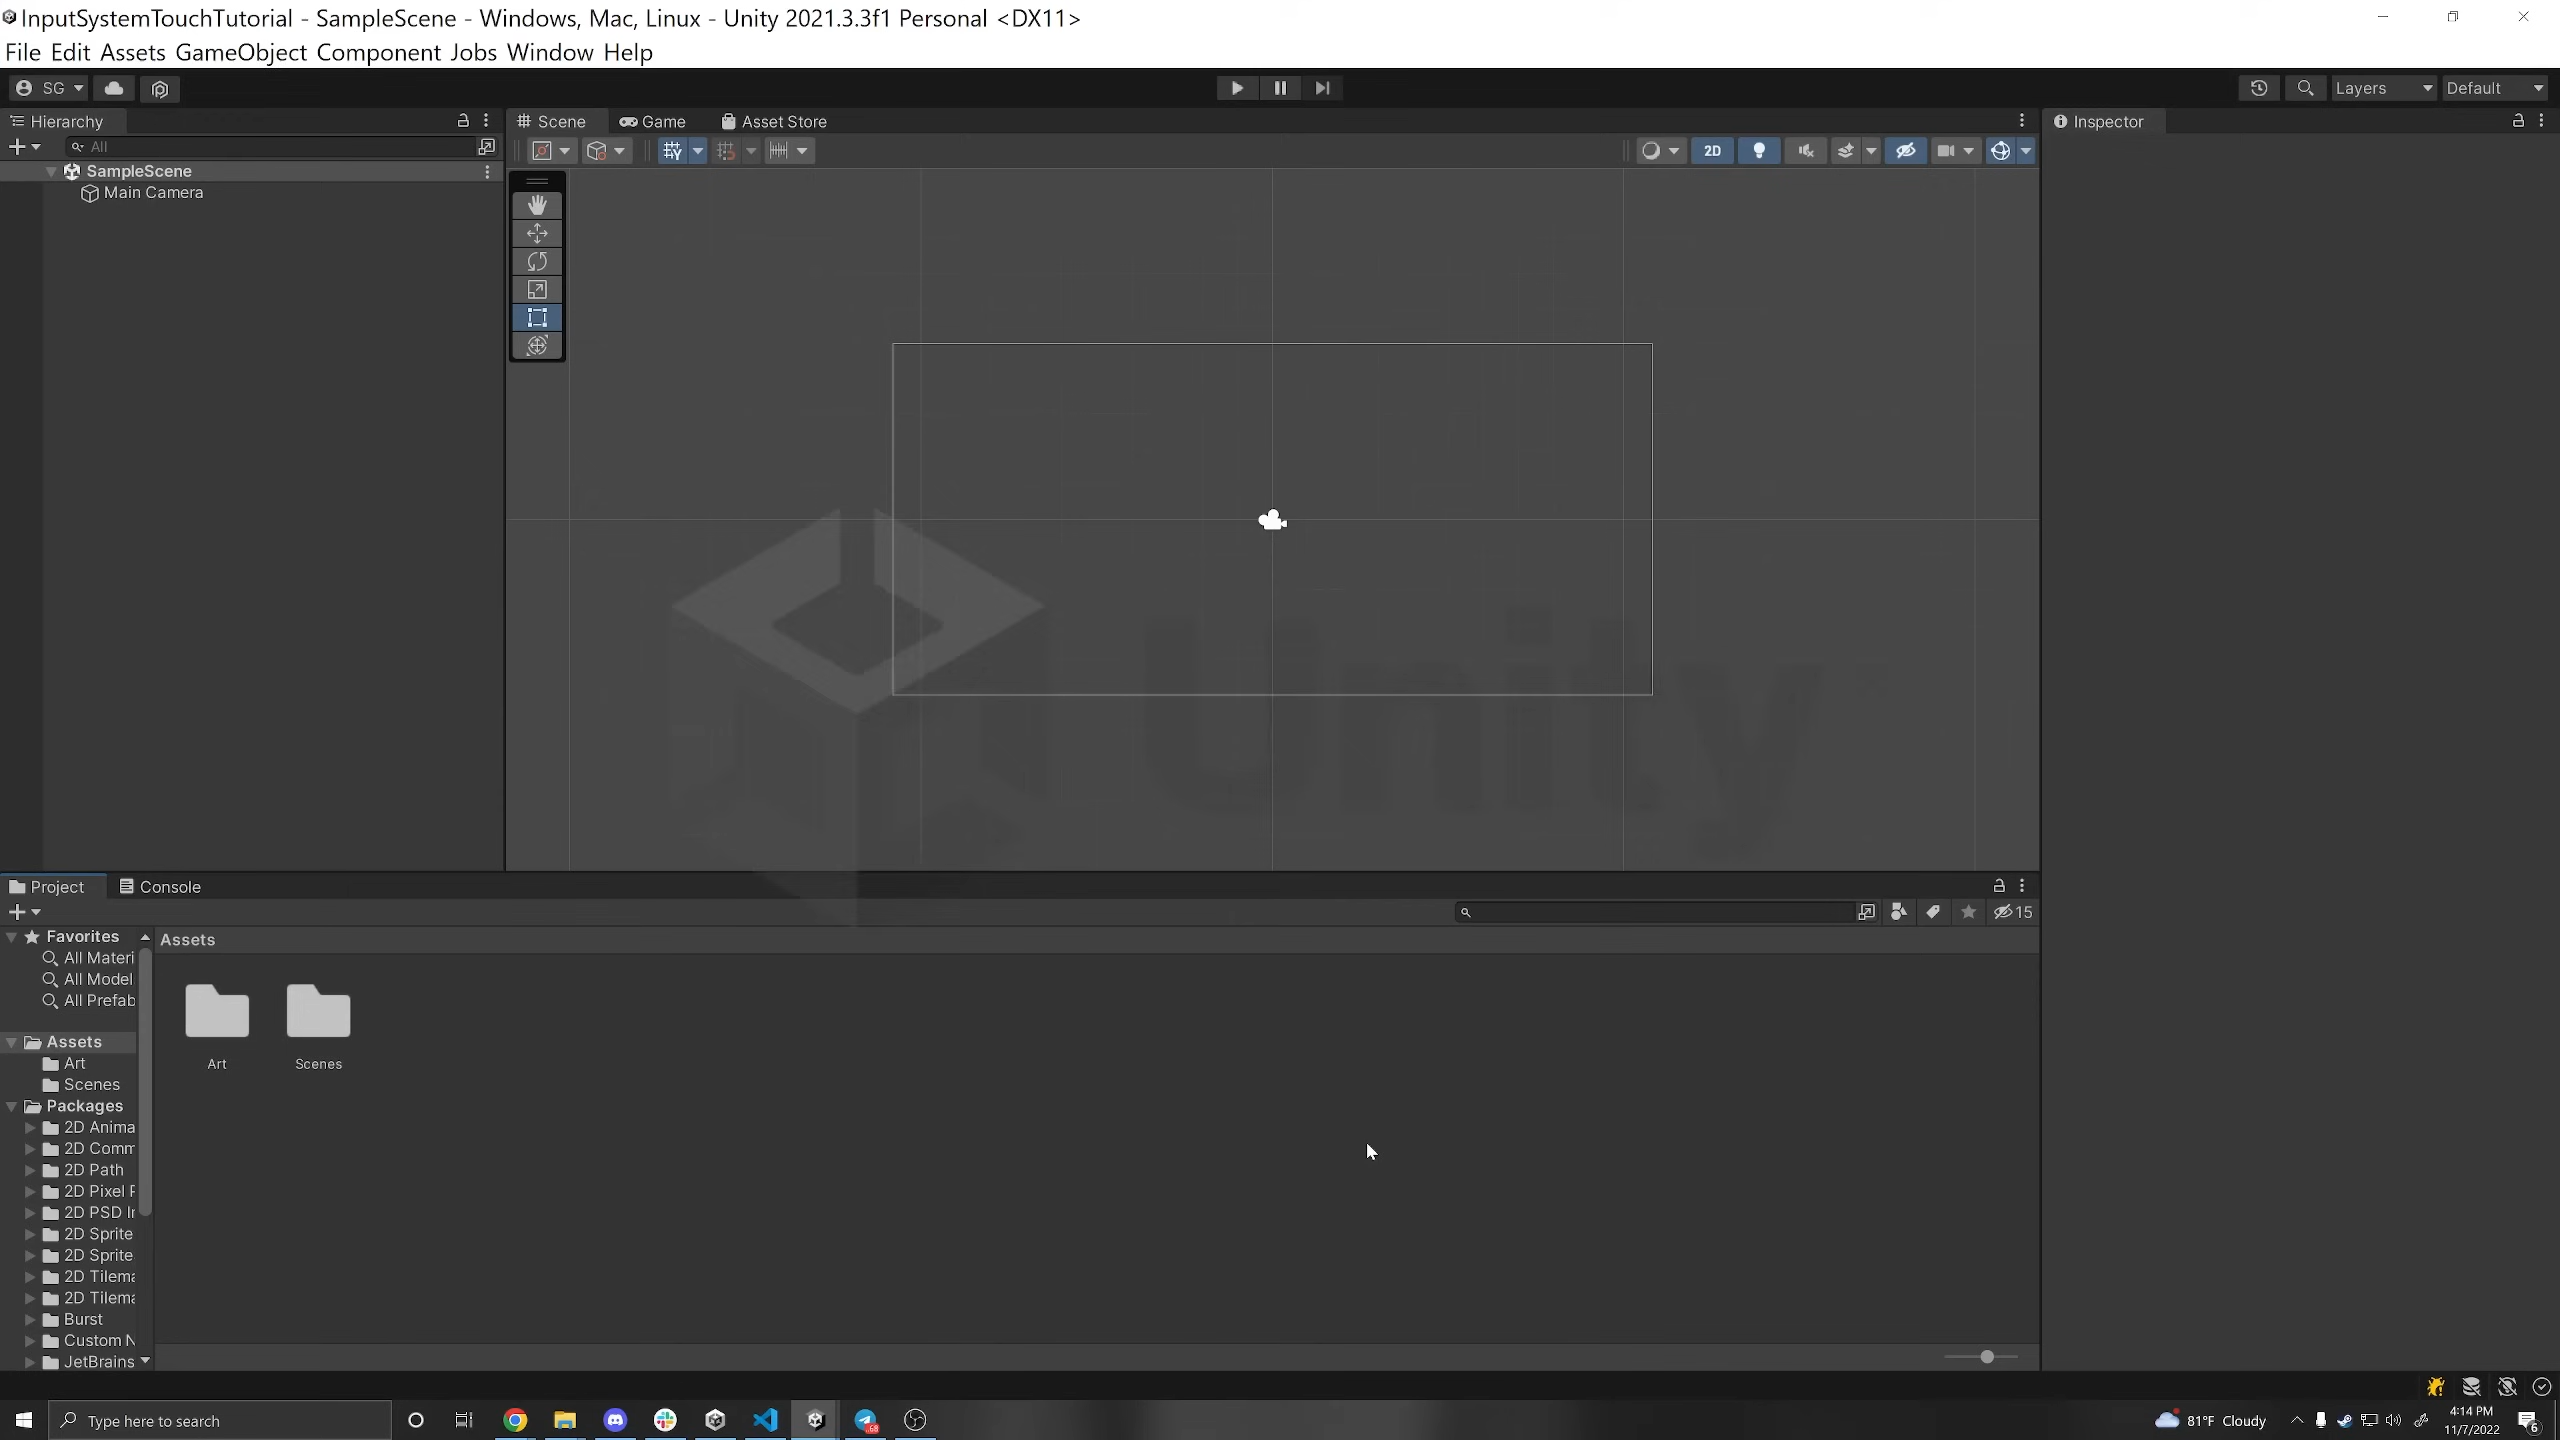 InputSystemTouchTutorial - SampleScene - Windows, Mac, Linux - Unity 2021.3.3f1 Personal <DX11>
File Edit Assets GameObject Component Jobs Window Help
SG
Layers
Default
Hierarchy
Scene
Game
Asset Store
Inspector
All
2D
SampleScene
Main Camera
Unity
Project
Console
15
Favorites
Assets
All Materi
All Model
All Prefab
Art
Scenes
Assets
Art
Scenes
Packages
2D Anima
2D Comm
2D Path
2D Pixel P
2D PSD Ir
2D Sprite
2D Sprite
2D Tilema
2D Tilema
Burst
Custom N
JetBrains
Type here to search
81°F Cloudy
4:14 PM
11/7/2022
6